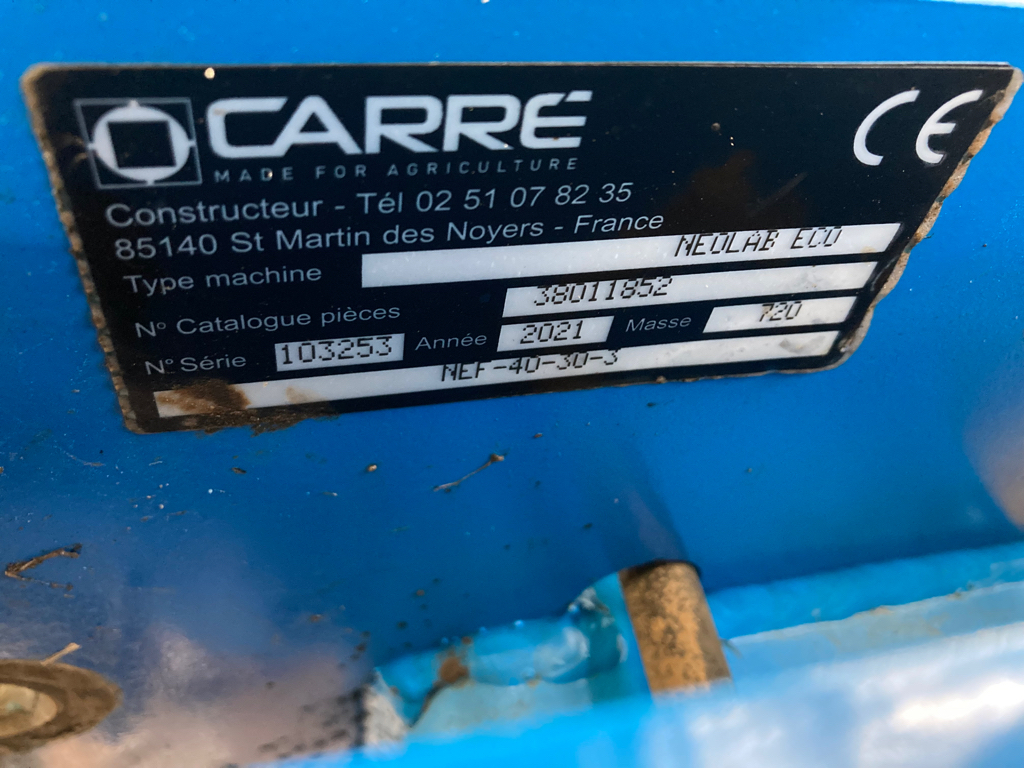 CARRÉ
MADE FOR AGRICULTURE
CE
Constructeur - Tél 02 51 07 82 35
85140 St Martin des Noyers - France
Type machine NEOLAB ECO
N° Catalogue pièces 38011852
N° Série 103253 Année 2021 Masse 720
NEF-40-30-3